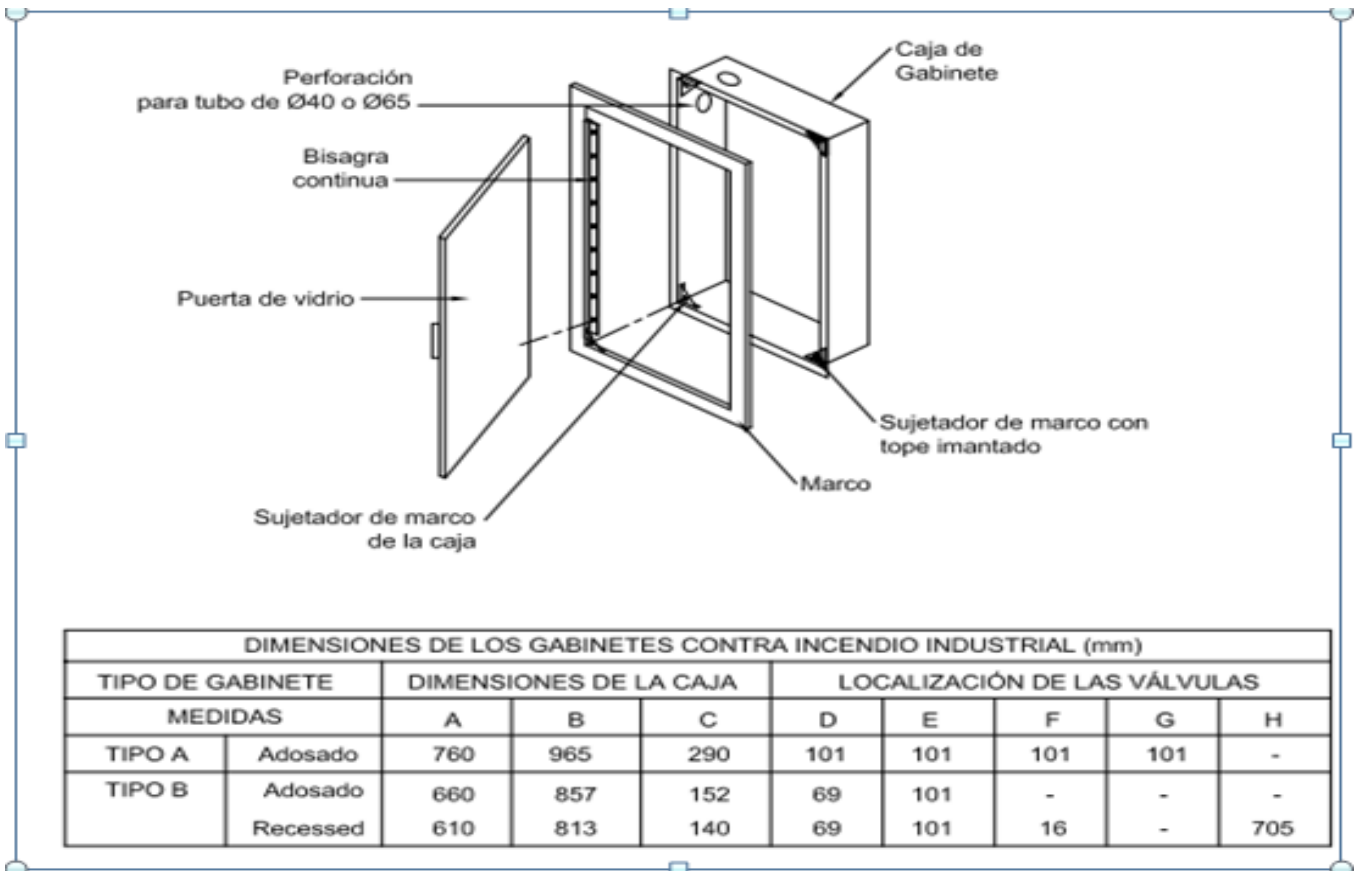 Caja de
Gabinete
Perforación
para tubo de Ø40 o Ø65
Bisagra
continua
Puerta de vidrio
Sujetador de marco con
tope imantado
Marco
Sujetador de marco
de la caja
DIMENSIONES DE LOS GABINETES CONTRA INCENDIO INDUSTRIAL (mm)
TIPO DE GABINETE DIMENSIONES DE LA CAJA LOCALIZACIÓN DE LAS VÁLVULAS
MEDIDAS A B C D E F G H
TIPO A Adosado 760 965 290 101 101 101 101 -
TIPO B Adosado 660 857 152 69 101 - - -
Recessed 610 813 140 69 101 16 - 705